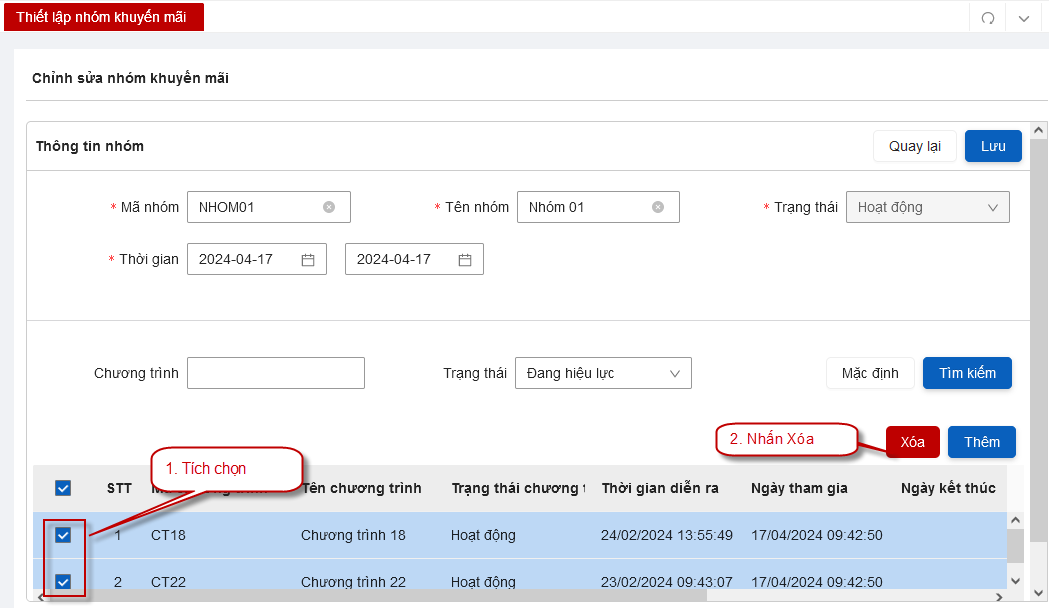 Thiết lập nhóm khuyến mãi
Chỉnh sửa nhóm khuyến mãi
Thông tin nhóm Quay lại Lưu
* Mã nhóm NHOM01 * Tên nhóm Nhóm 01 * Trạng thái Hoạt động
* Thời gian 2024-04-17 2024-04-17
Chương trình Trạng thái Đang hiệu lực Mặc định Tìm kiếm
2. Nhấn Xóa Xóa Thêm
1. Tích chọn
STT Tên chương trình Trạng thái chương Thời gian diễn ra Ngày tham gia Ngày kết thúc
1 CT18 Chương trình 18 Hoạt động 24/02/2024 13:55:49 17/04/2024 09:42:50
2 CT22 Chương trình 22 Hoạt động 23/02/2024 09:43:07 17/04/2024 09:42:50